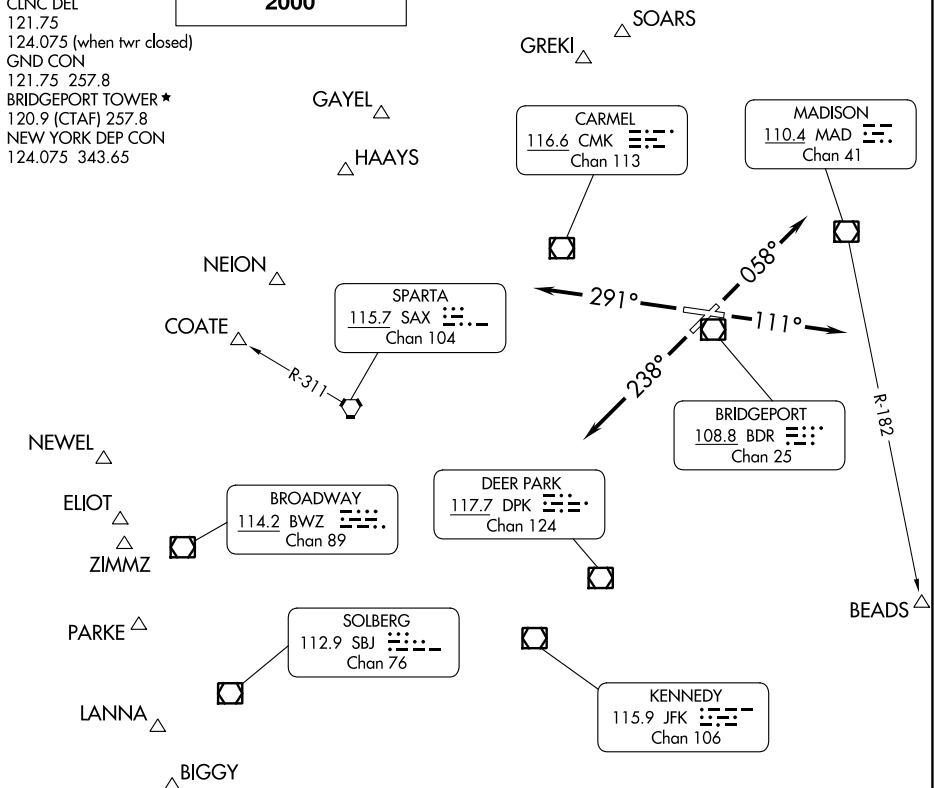 CLNC DEL
121.75
124.075 (when twr closed)
GND CON
121.75 257.8
BRIDGEPORT TOWER ★
120.9 (CTAF) 257.8
NEW YORK DEP CON
124.075 343.65
2000
SOARS
GREKI
GAYEL
HAAYS
CARMEL
116.6 CMK
Chan 113
MADISON
110.4 MAD
Chan 41
NEION
COATE
SPARTA
115.7 SAX
Chan 104
R-311
291°
058°
111°
238°
BRIDGEPORT
108.8 BDR
Chan 25
R-182
NEWEL
ELIOT
ZIMMZ
BROADWAY
114.2 BWZ
Chan 89
DEER PARK
117.7 DPK
Chan 124
BEADS
PARKE
SOLBERG
112.9 SBJ
Chan 76
LANNA
KENNEDY
115.9 JFK
Chan 106
BIGGY